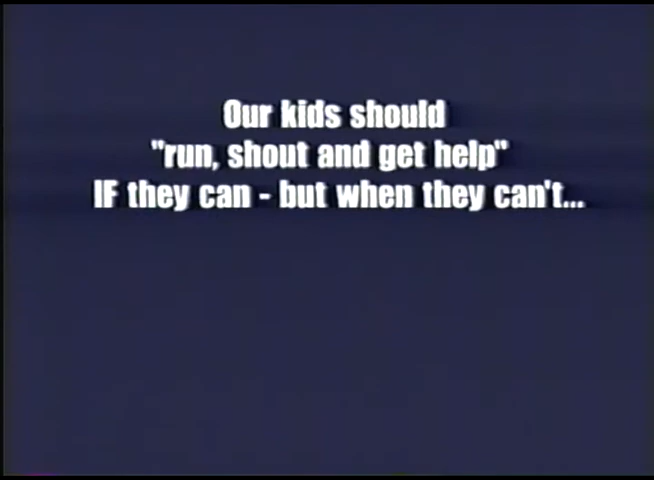 Our kids should
"run, shout and get help"
IF they can - but when they can't...